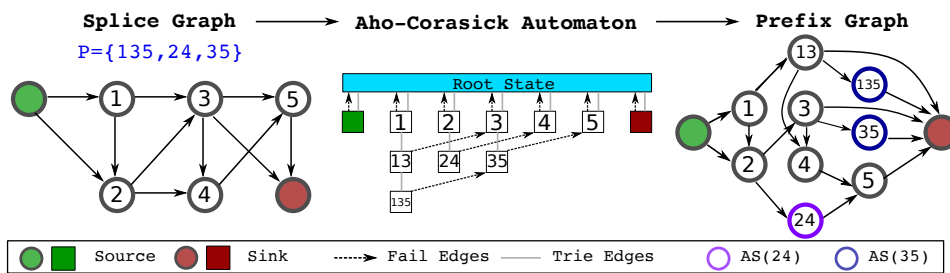 Splice Graph
Aho-Corasick Automaton
Prefix Graph
P={135,24,35}
1 3 5
2 4
Root State
1 2 3 4 5
13 24 35
135
13
135
1 3
35
2 4
5
24
Source Sink Fail Edges Trie Edges AS(24) AS(35)